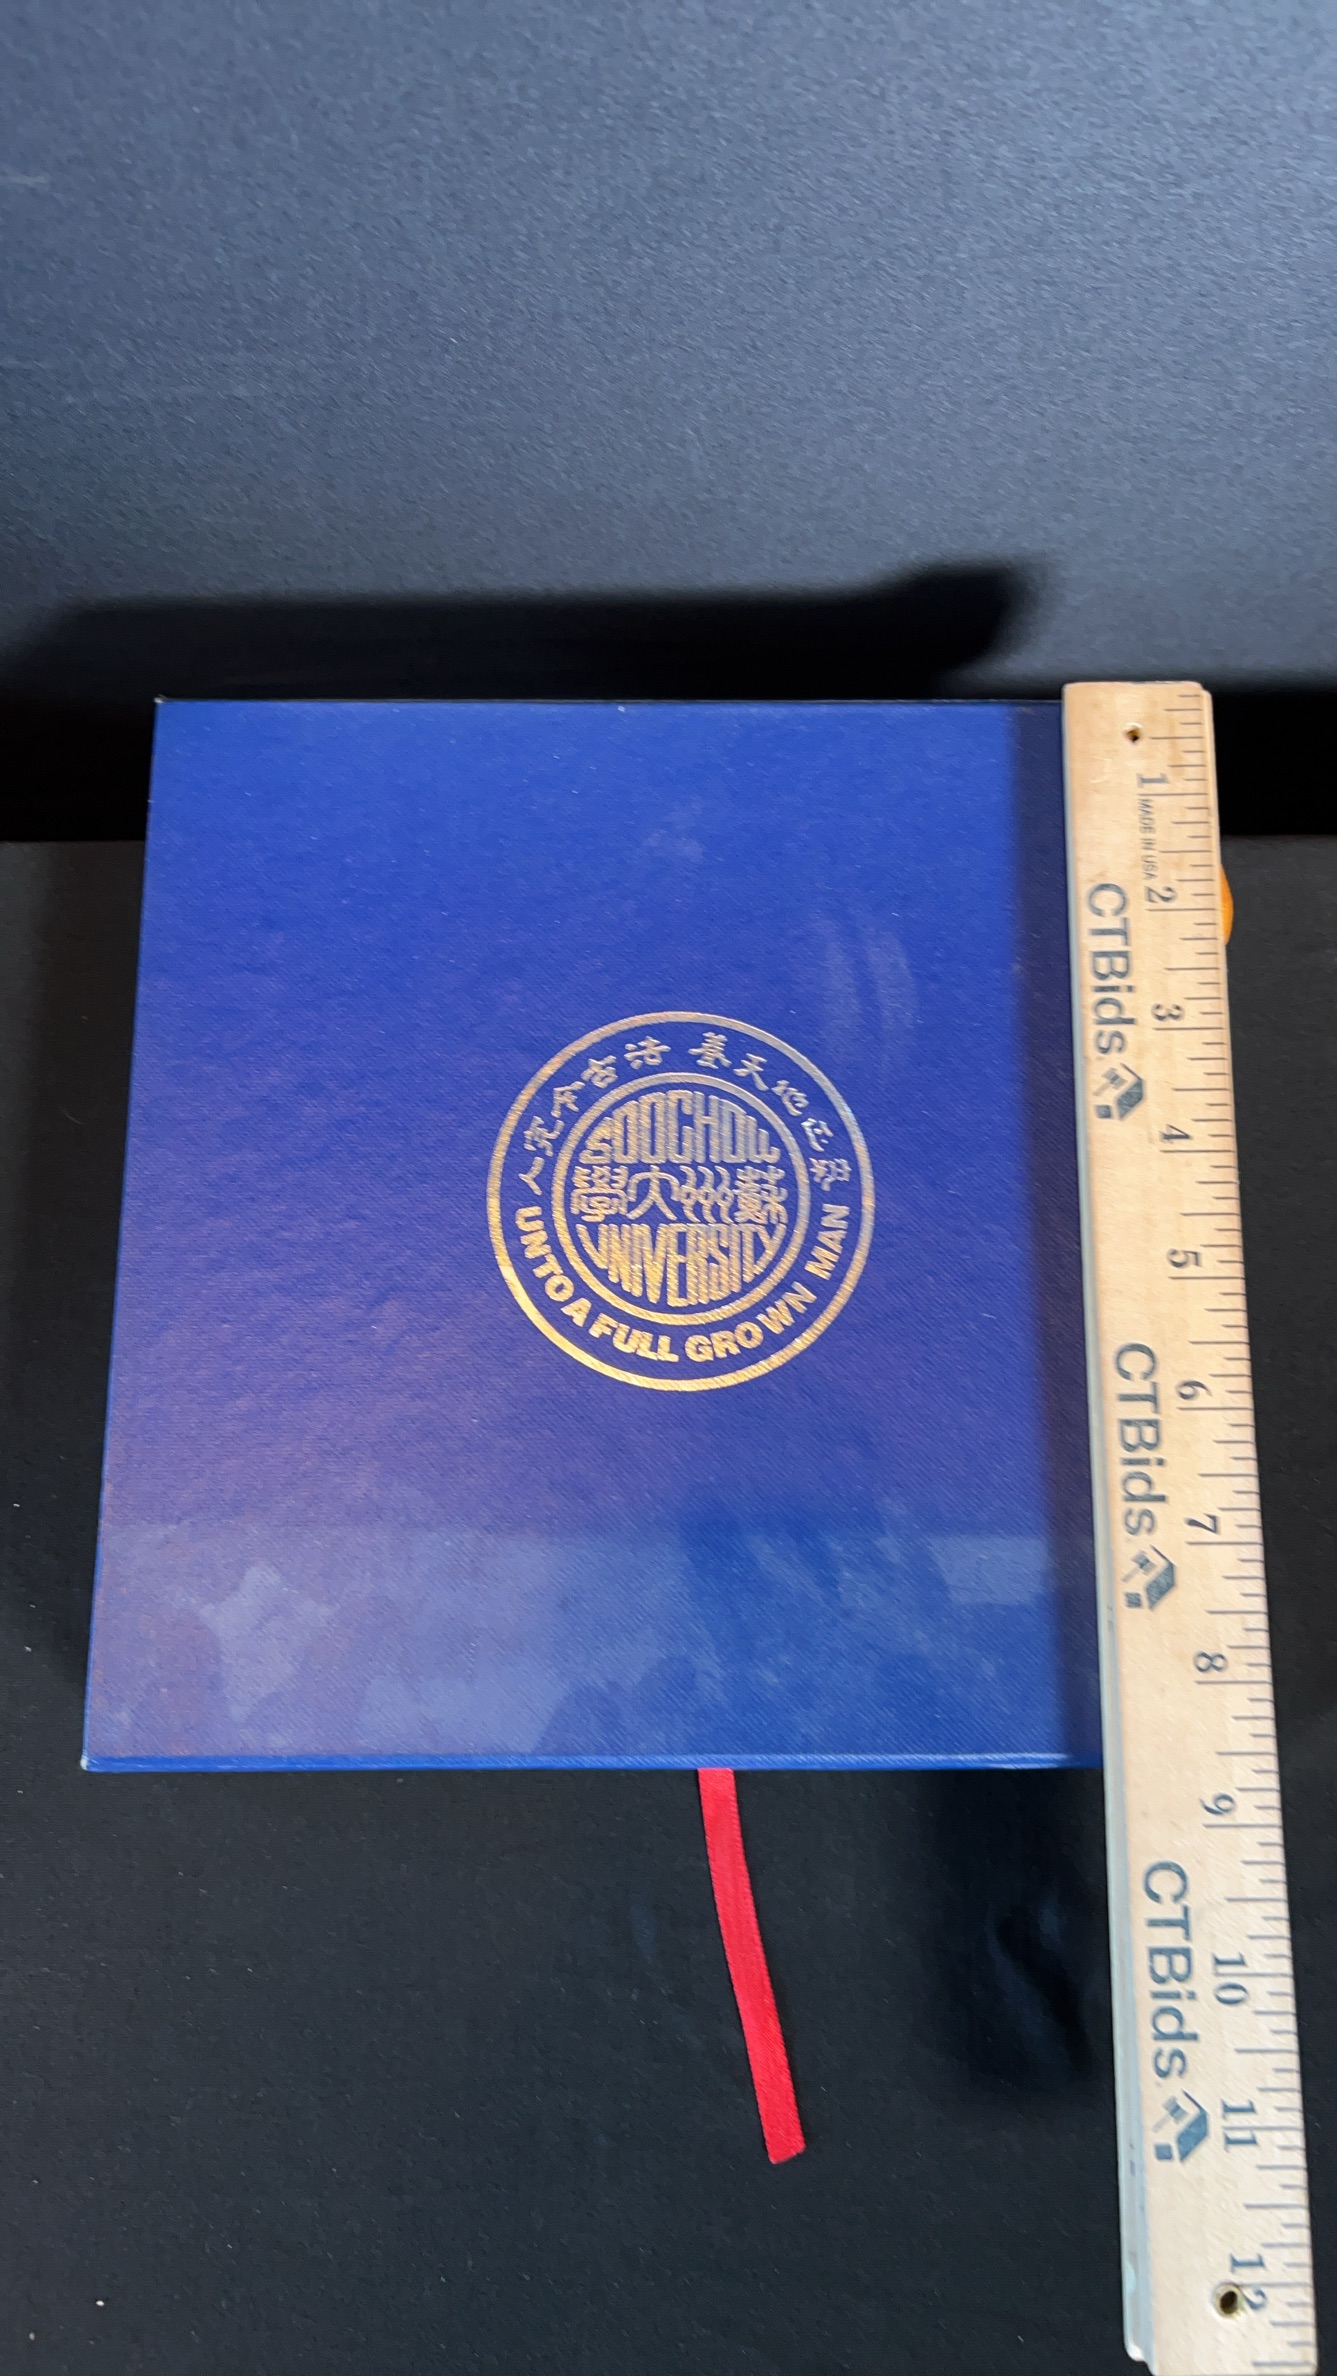 養天地正氣 法古今完人
SOOCHOW
蘇州大學
UNIVERSITY
UNTO A FULL GROWN MAN
1 2 3 4 5 6 7 8 9 10 11 12
MADE IN USA
CTBids
CTBids
CTBids